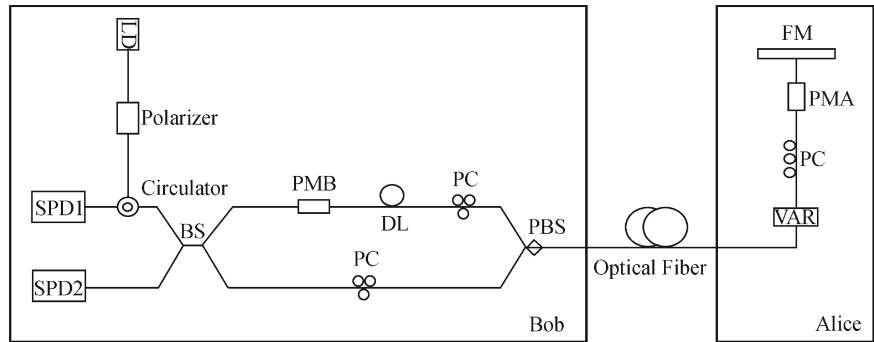 LD
FM
Polarizer
PMA
PC
Circulator
PMB
PC
SPD1
DL
VAR
BS
PBS
PC
Optical Fiber
SPD2
Bob
Alice